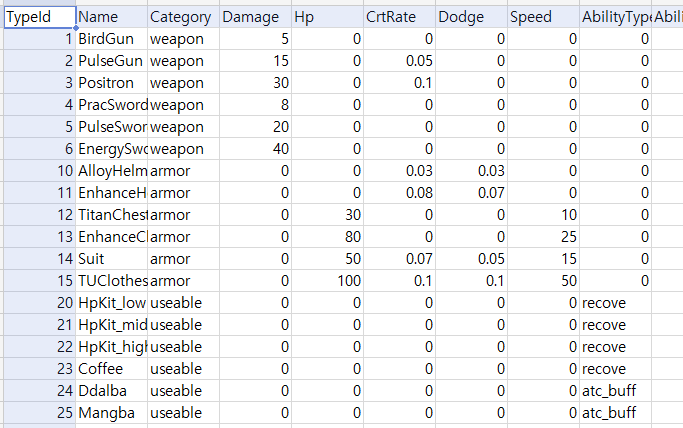 TypeId Name Category Damage Hp CrtRate Dodge Speed AbilityType Abil
1 BirdGun weapon 5 0 0 0 0 0 0
2 PulseGun weapon 15 0 0.05 0 0 0 0
3 Positron weapon 30 0 0.1 0 0 0 0
4 PracSword weapon 8 0 0 0 0 0 0
5 PulseSwor weapon 20 0 0 0 0 0 0
6 EnergySwo weapon 40 0 0 0 0 0 0
10 AlloyHelm armor 0 0 0.03 0.03 0 0
11 EnhanceH armor 0 0 0.08 0.07 0 0
12 TitanChest armor 0 30 0 0 10 0
13 EnhanceCl armor 0 80 0 0 25 0
14 Suit armor 0 50 0.07 0.05 15 0
15 TUClothes armor 0 100 0.1 0.1 50 0
20 HpKit_low useable 0 0 0 0 0 recove
21 HpKit_mid useable 0 0 0 0 0 recove
22 HpKit_high useable 0 0 0 0 0 recove
23 Coffee useable 0 0 0 0 0 recove
24 Ddalba useable 0 0 0 0 0 atc_buff
25 Mangba useable 0 0 0 0 0 atc_buff